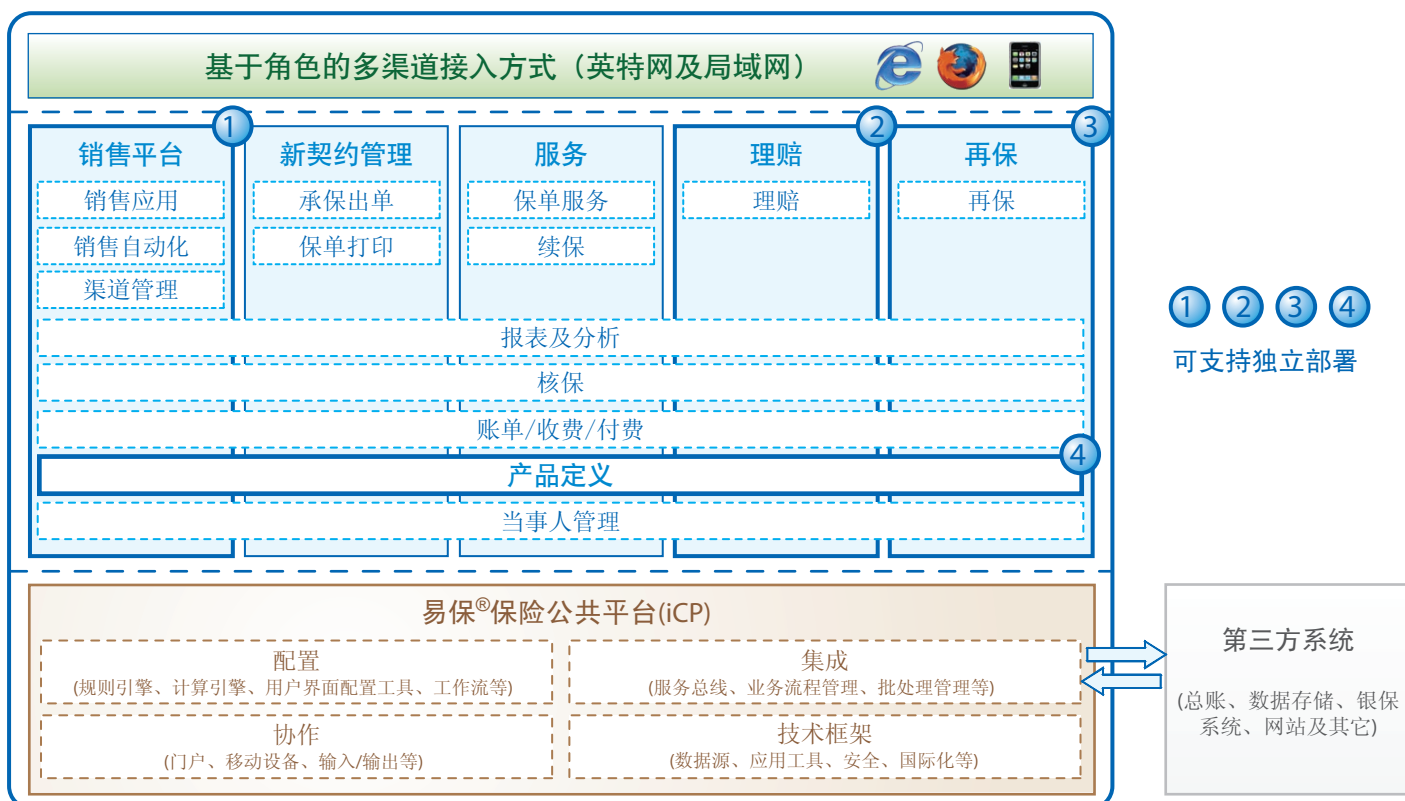 基于角色的多渠道接入方式（英特网及局域网）
1
2
3
销售平台
新契约管理
服务
理赔
再保
销售应用
承保出单
保单服务
理赔
再保
销售自动化
保单打印
续保
渠道管理
报表及分析
核保
账单/收费/付费
4
产品定义
当事人管理
1 2 3 4
可支持独立部署
易保®保险公共平台(iCP)
配置
(规则引擎、计算引擎、用户界面配置工具、工作流等)
集成
(服务总线、业务流程管理、批处理管理等)
协作
(门户、移动设备、输入/输出等)
技术框架
(数据源、应用工具、安全、国际化等)
第三方系统
(总账、数据存储、银保
系统、网站及其它)